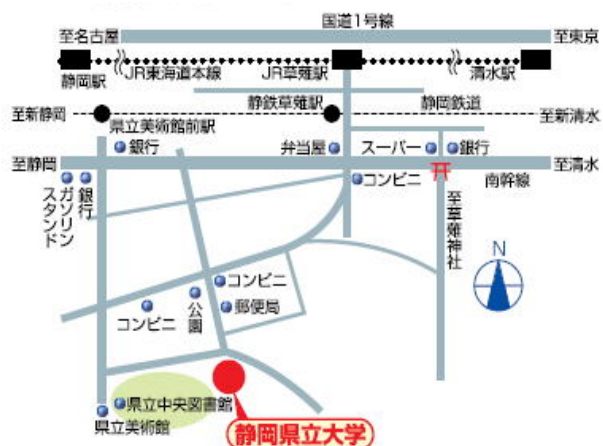 国道1号線
至名古屋
至東京
静岡駅
JR東海道本線
JR草薙駅
清水駅
至新静岡
静鉄草薙駅
静岡鉄道
至新清水
県立美術館前駅
銀行
弁当屋
スーパー
銀行
至静岡
至清水
南幹線
ガソリン
スタンド
銀行
コンビニ
至草薙神社
N
コンビニ
コンビニ
公園
郵便局
県立中央図書館
県立美術館
静岡県立大学